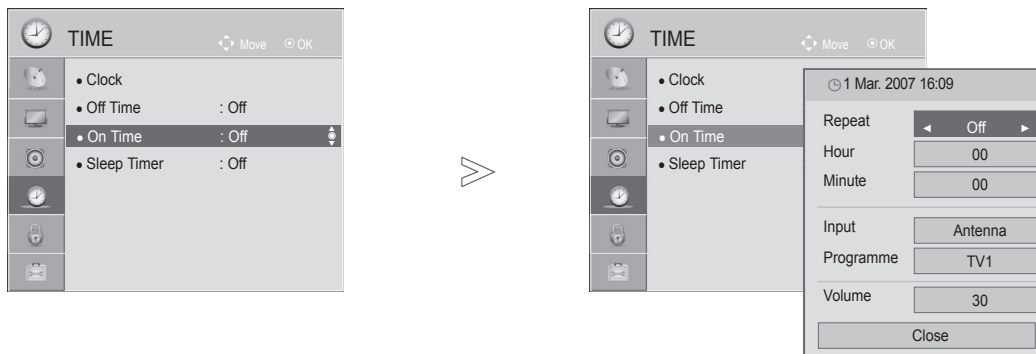 TIME
Move OK
• Clock
• Off Time : Off
• On Time : Off
• Sleep Timer : Off
TIME
Move OK
• Clock
• Off Time
• On Time
• Sleep Timer
1 Mar. 2007 16:09
Repeat ◄ Off ►
Hour 00
Minute 00
Input Antenna
Programme TV1
Volume 30
Close